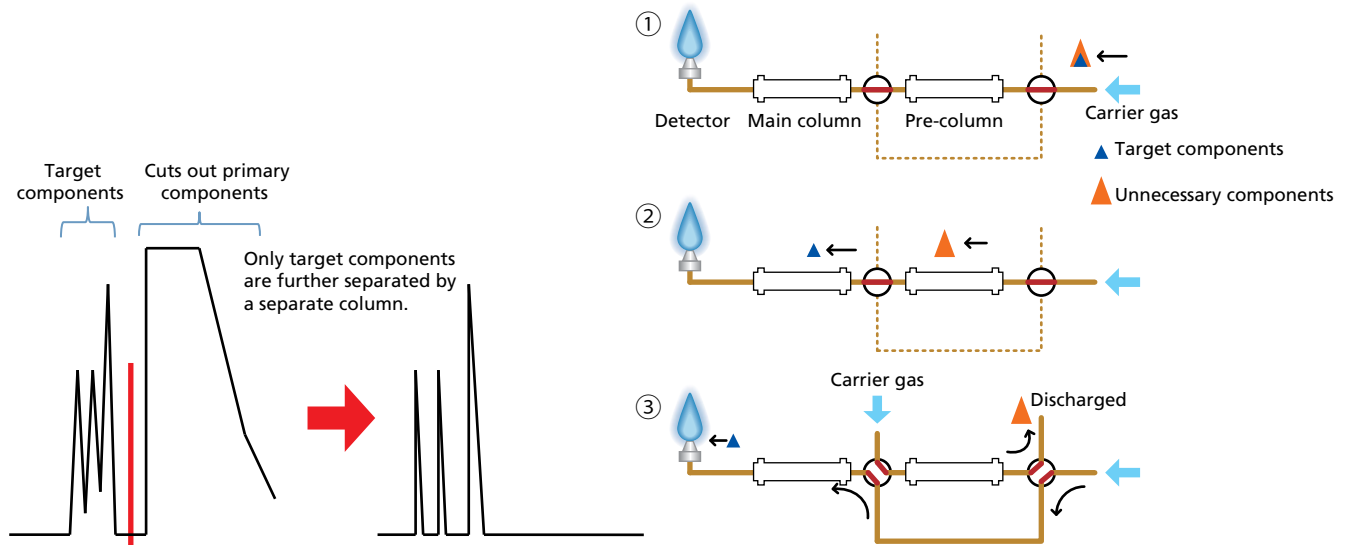 Target
components
Cuts out primary
components
Only target components
are further separated by
a separate column.
①
Detector
Main column
Pre-column
Carrier gas
Target components
Unnecessary components
②
③
Carrier gas
Discharged